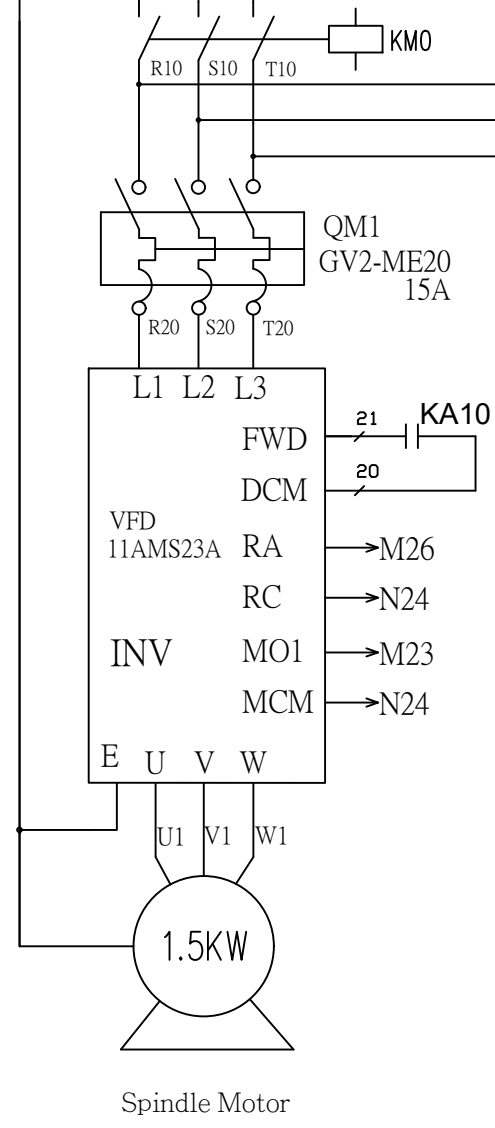 KM0
R10 S10 T10
QM1
GV2-ME20
15A
R20 S20 T20
L1 L2 L3
FWD 21 KA10
DCM 20
VFD
11AMS23A
RA M26
RC N24
INV
MO1 M23
MCM N24
E U V W
U1 V1 W1
1.5KW
Spindle Motor